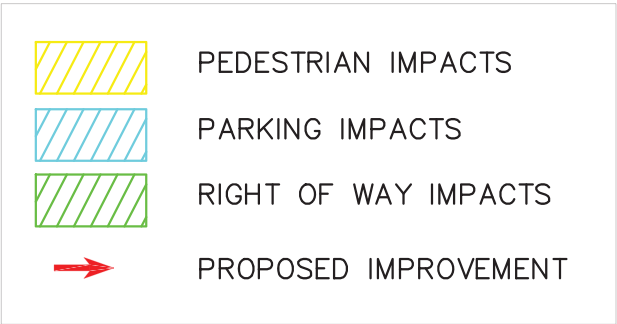 PEDESTRIAN IMPACTS
PARKING IMPACTS
RIGHT OF WAY IMPACTS
PROPOSED IMPROVEMENT